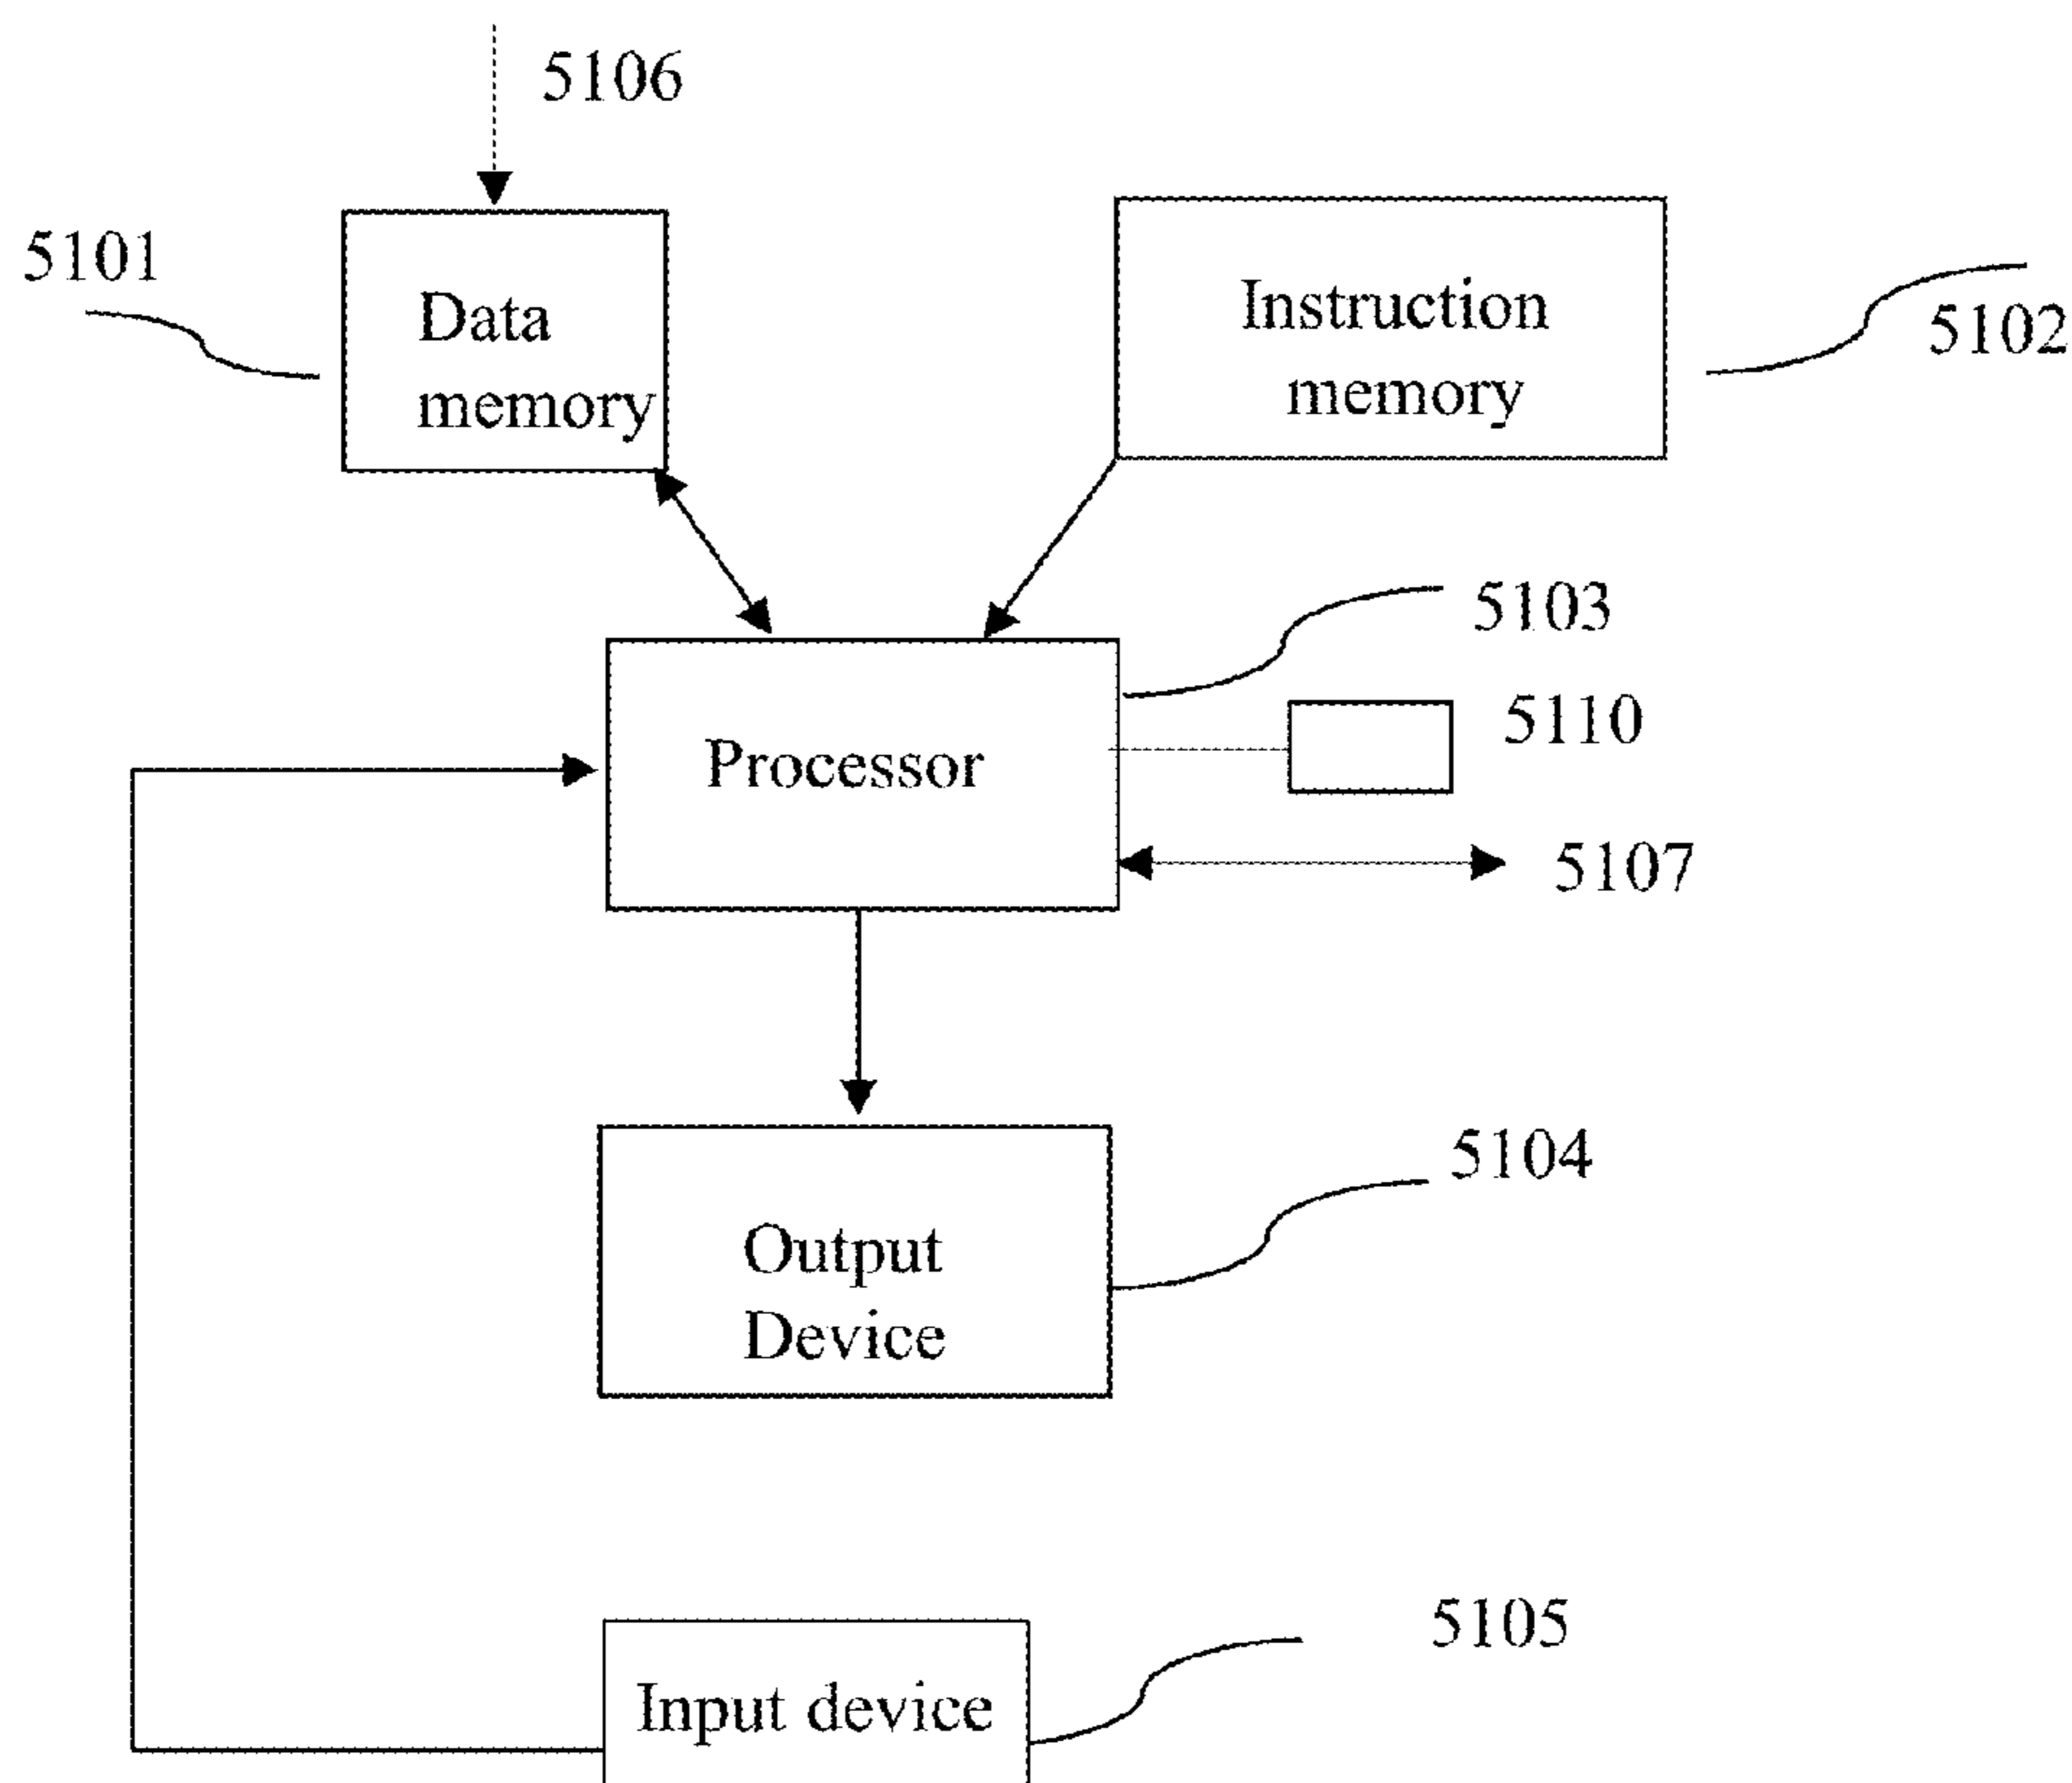 5106
5101
Data
memory
Instruction
memory
5102
5103
5110
Processor
5107
5104
Output
Device
5105
Input device